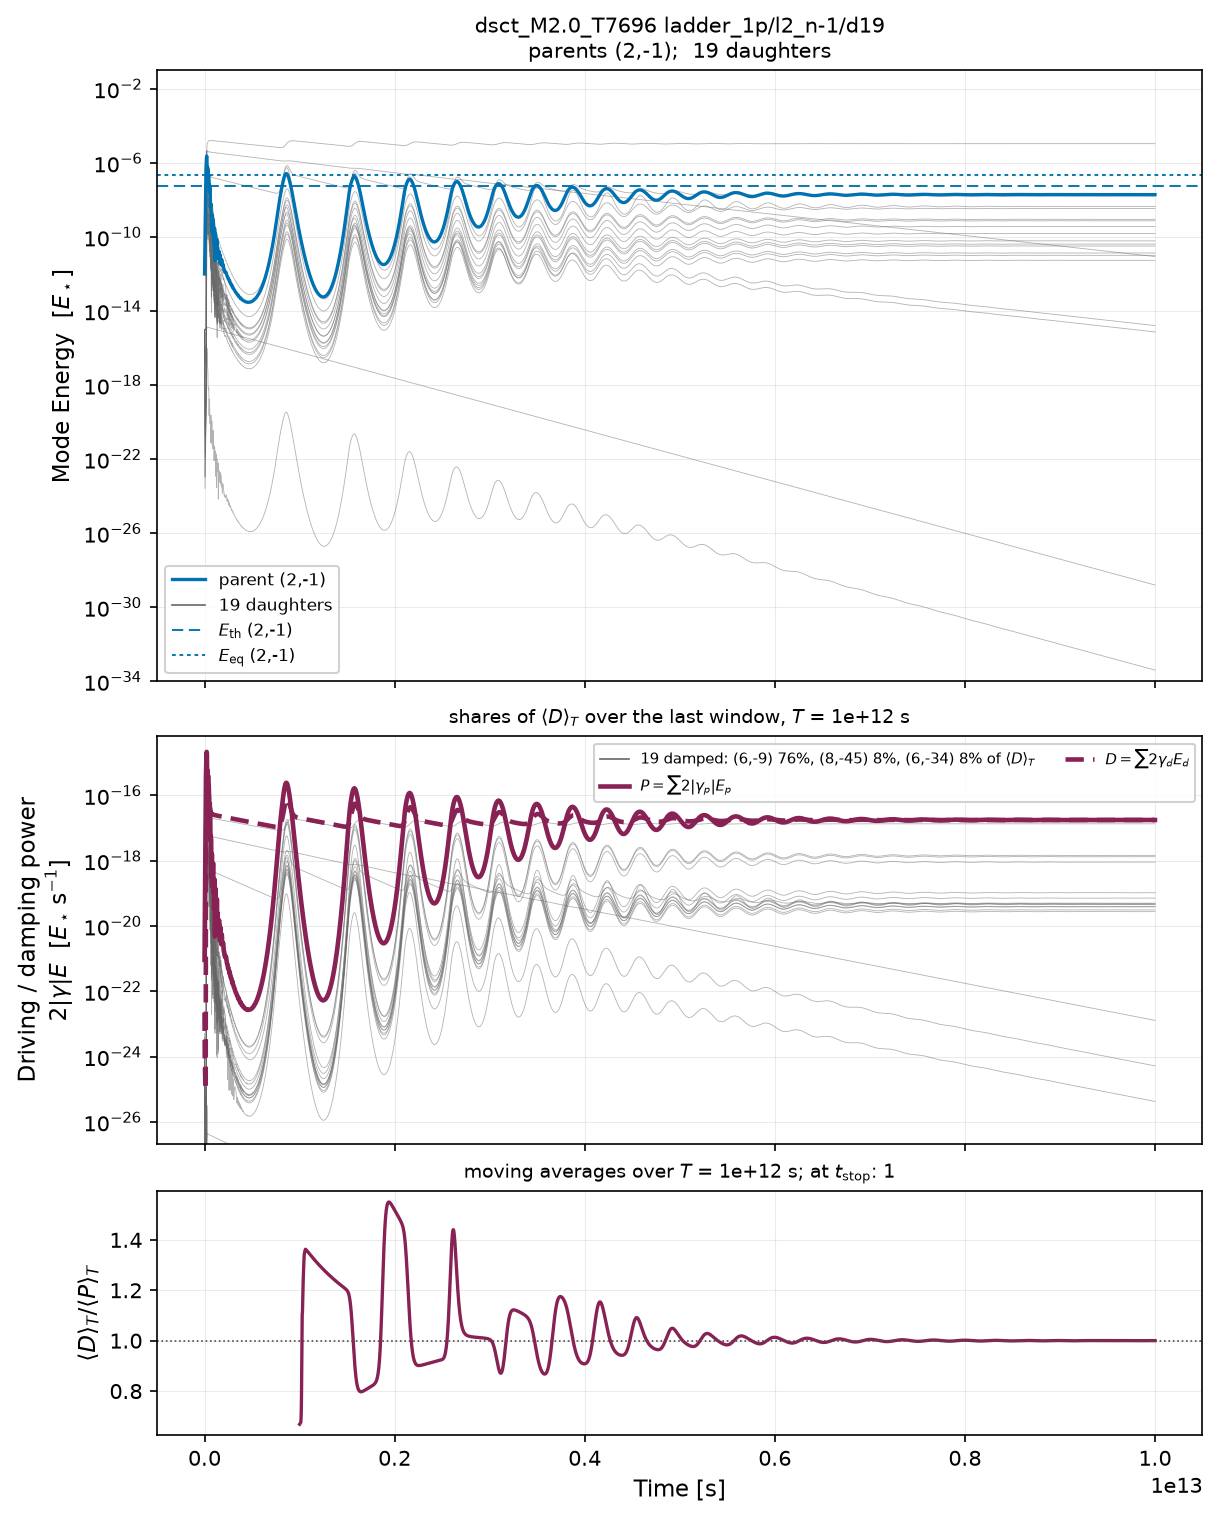 dsct_M2.0_T7696 ladder_1p/l2_n-1/d19
parents (2,-1);  19 daughters
Mode Energy  [E⋆]
10⁻²
10⁻⁶
10⁻¹⁰
10⁻¹⁴
10⁻¹⁸
10⁻²²
10⁻²⁶
10⁻³⁰
10⁻³⁴
parent (2,-1)
19 daughters
E_th (2,-1)
E_eq (2,-1)
shares of ⟨D⟩_T over the last window, T = 1e+12 s
Driving / damping power
2|γ|E  [E⋆ s⁻¹]
10⁻¹⁶
10⁻¹⁸
10⁻²⁰
10⁻²²
10⁻²⁴
10⁻²⁶
19 damped: (6,-9) 76%, (8,-45) 8%, (6,-34) 8% of ⟨D⟩_T
P = ∑2|γ_p|E_p
D = ∑2γ_dE_d
moving averages over T = 1e+12 s; at t_stop: 1
⟨D⟩_T/⟨P⟩_T
1.4
1.2
1.0
0.8
0.0
0.2
0.4
0.6
0.8
1.0
1e13
Time [s]